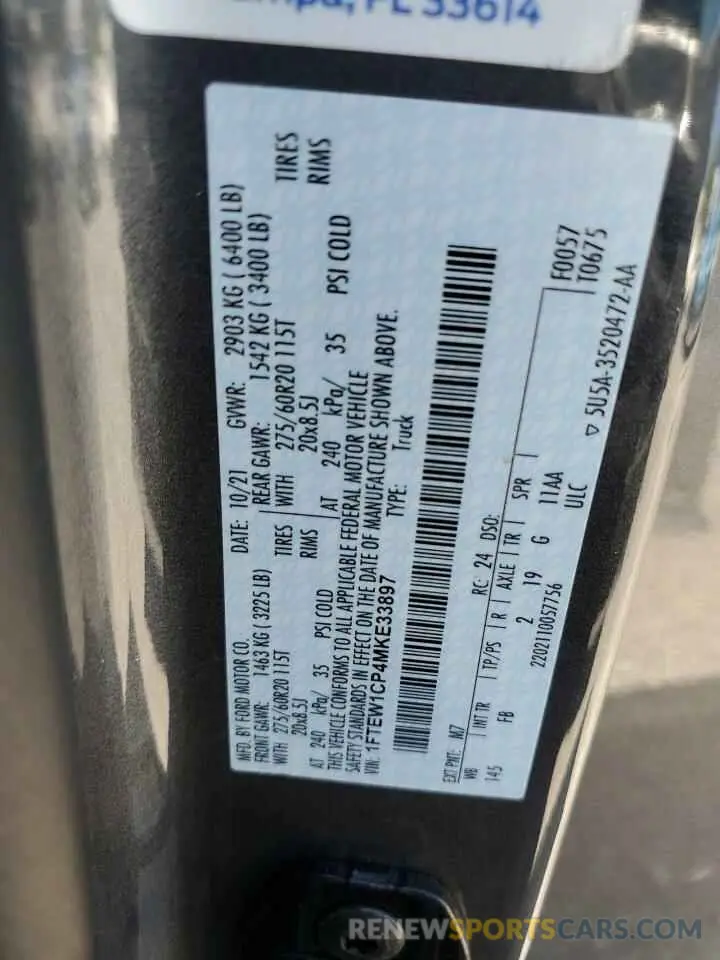 Tampa, FL 33614
MFD. BY FORD MOTOR CO. DATE: 10/21 GVWR: 2903 KG ( 6400 LB)
FRONT GAWR: 1463 KG ( 3225 LB) REAR GAWR: 1542 KG ( 3400 LB)
WITH 275/60R20 115T TIRES WITH 275/60R20 115T TIRES
20x8.5J RIMS 20x8.5J RIMS
AT 240 kPa/ 35 PSI COLD AT 240 kPa/ 35 PSI COLD
THIS VEHICLE CONFORMS TO ALL APPLICABLE FEDERAL MOTOR VEHICLE
SAFETY STANDARDS IN EFFECT ON THE DATE OF MANUFACTURE SHOWN ABOVE.
VIN: 1FTEW1CP4MKE33897 TYPE: Truck
EXT PNT: M7 RC: 24 DSO: F0057
WB INT TR TP/PS R AXLE TR SPR T0675
145 FB 2 19 G 11AA
ULC
2202110057756 ▽ 5U5A-3520472-AA
RENEWSPORTSCARS.COM